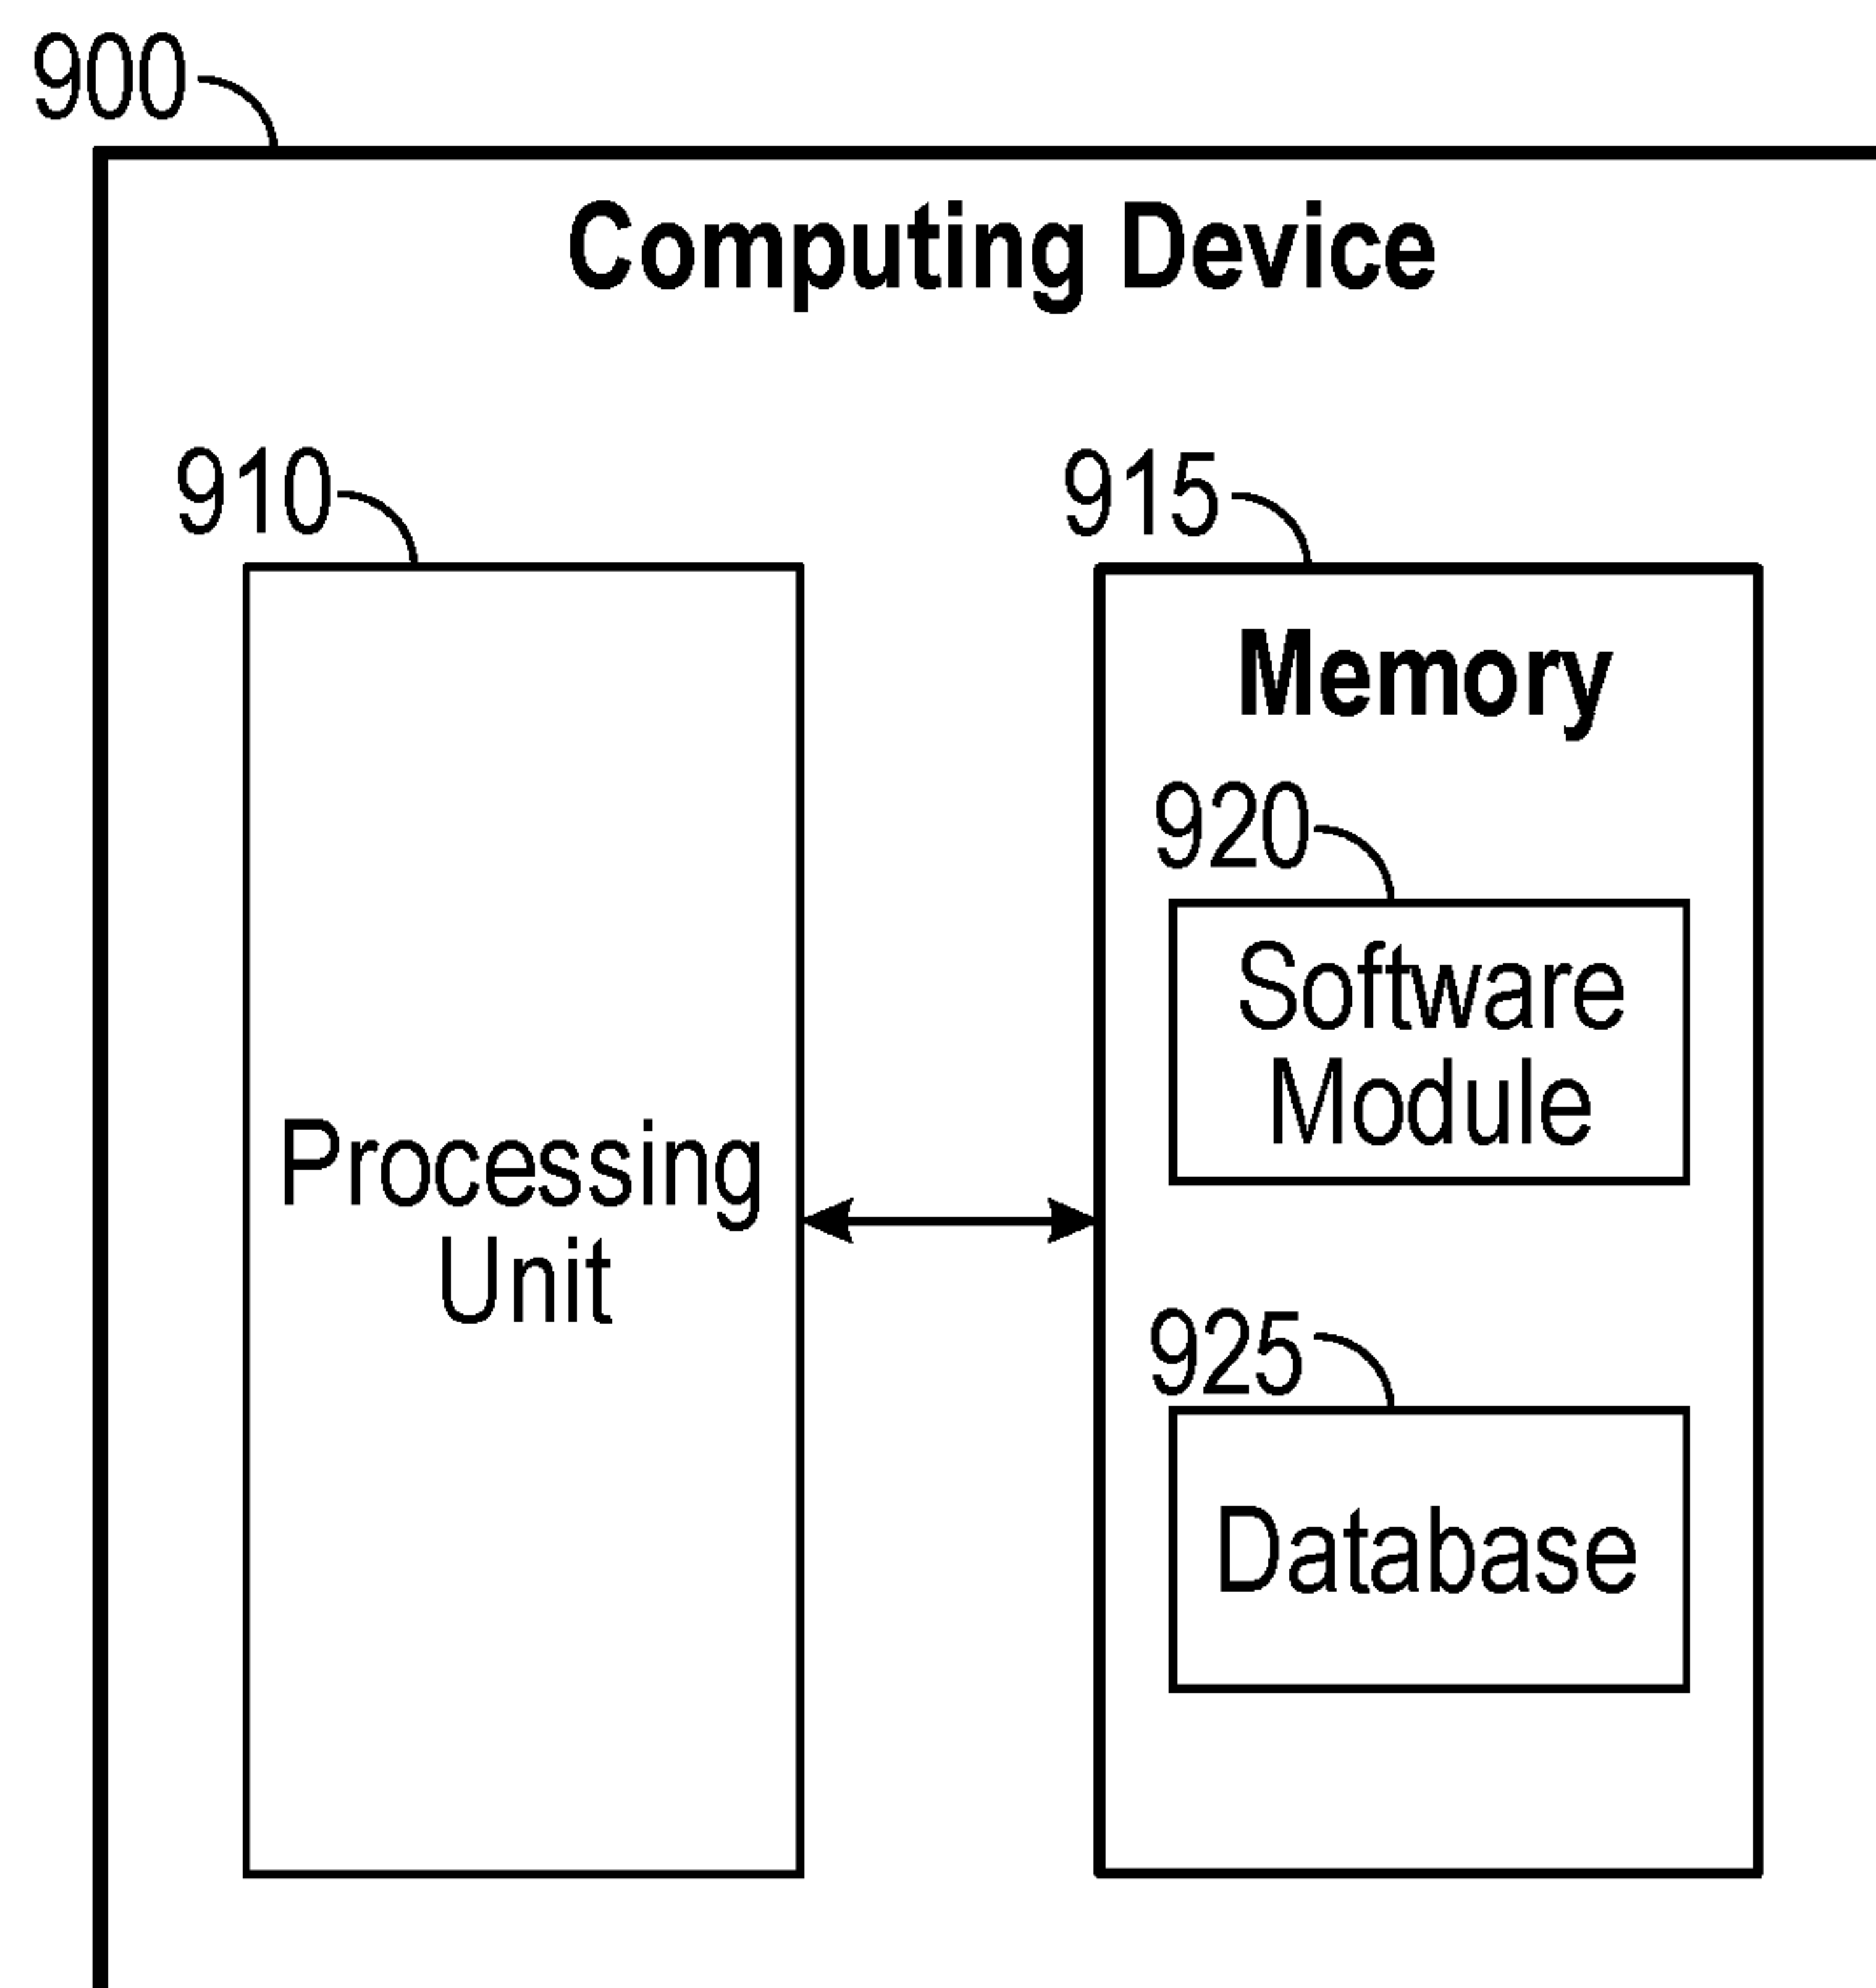 900
Computing Device
910
915
Memory
920
Software
Module
Processing
Unit
925
Database